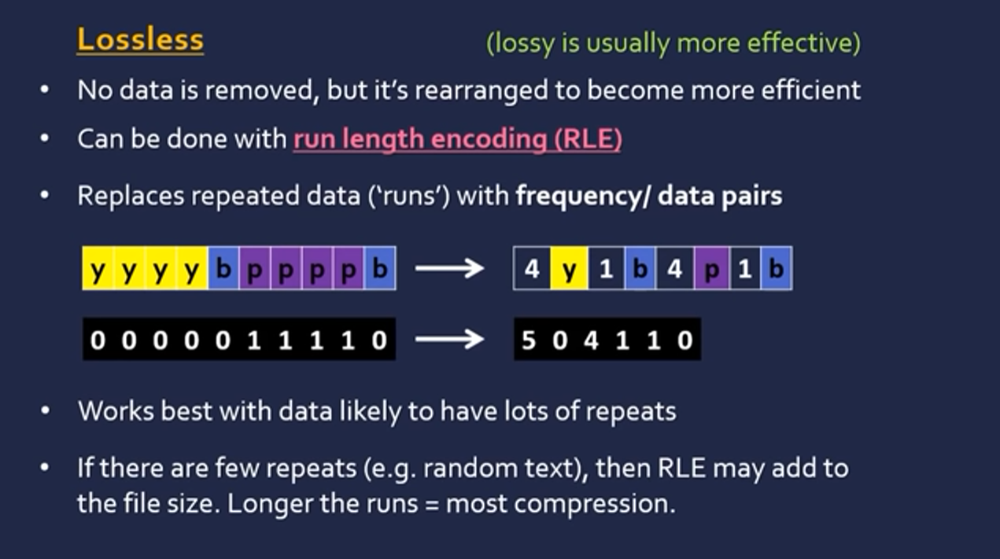 Lossless (lossy is usually more effective)
• No data is removed, but it's rearranged to become more efficient
• Can be done with run length encoding (RLE)
• Replaces repeated data ('runs') with frequency/ data pairs
y y y y b p p p p b → 4 y 1 b 4 p 1 b
0 0 0 0 0 1 1 1 1 0 → 5 0 4 1 1 0
• Works best with data likely to have lots of repeats
• If there are few repeats (e.g. random text), then RLE may add to
the file size. Longer the runs = most compression.